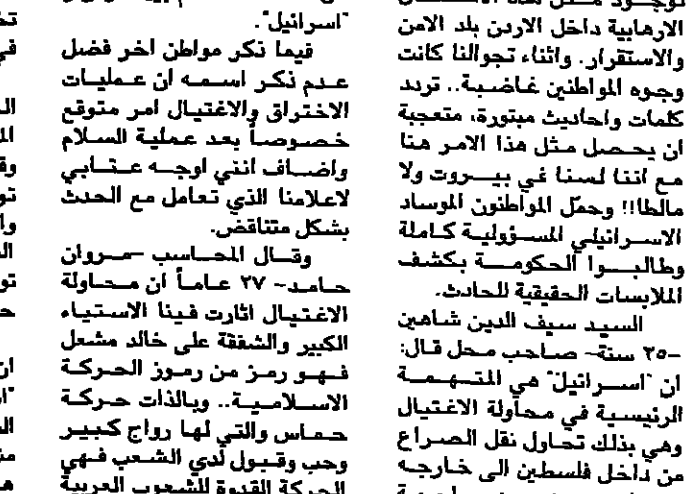 الارهابية داخل الاردن بلد الامن
والاستقرار. واثناء تجوالنا كانت
وجوه المواطنين غاضبة.. تردد
كلمات واحاديث مبتورة، متعجبة
ان يحصل مثل هذا الامر هنا
مع اننا لسنا في بيروت ولا
مالطا!! وحمّل المواطنون الموساد
الاسرائيلي المسؤولية كاملة
وطالبوا الحكومة بكشف
الملابسات الحقيقية للحادث.
السيد سيف الدين شاهين
-٢٥ سنة- صاحب محل قال:
ان "اسرائيل" هي المتهمة
الرئيسية في محاولة الاغتيال
وهي بذلك تحاول نقل الصراع
من داخل فلسطين الى خارجه
"اسرائيل".
فيما ذكر مواطن اخر فضل
عدم ذكر اسمه ان عمليات
الاختراق والاغتيال امر متوقع
خصوصاً بعد عملية السلام
واضاف انني اوجه عتابي
لاعلامنا الذي تعامل مع الحدث
بشكل متناقض.
وقال المحاسب -مروان
حامد- ٢٧ عاماً ان محاولة
الاغتيال اثارت فينا الاستياء
الكبير والشفقة على خالد مشعل
فهو رمز من رموز الحركة
الاسلامية.. وبالذات حركة
حماس والتي لها رواج كبير
وحب وقبول لدي الشعب فهي
الحركة القدوة للشعوب العربية